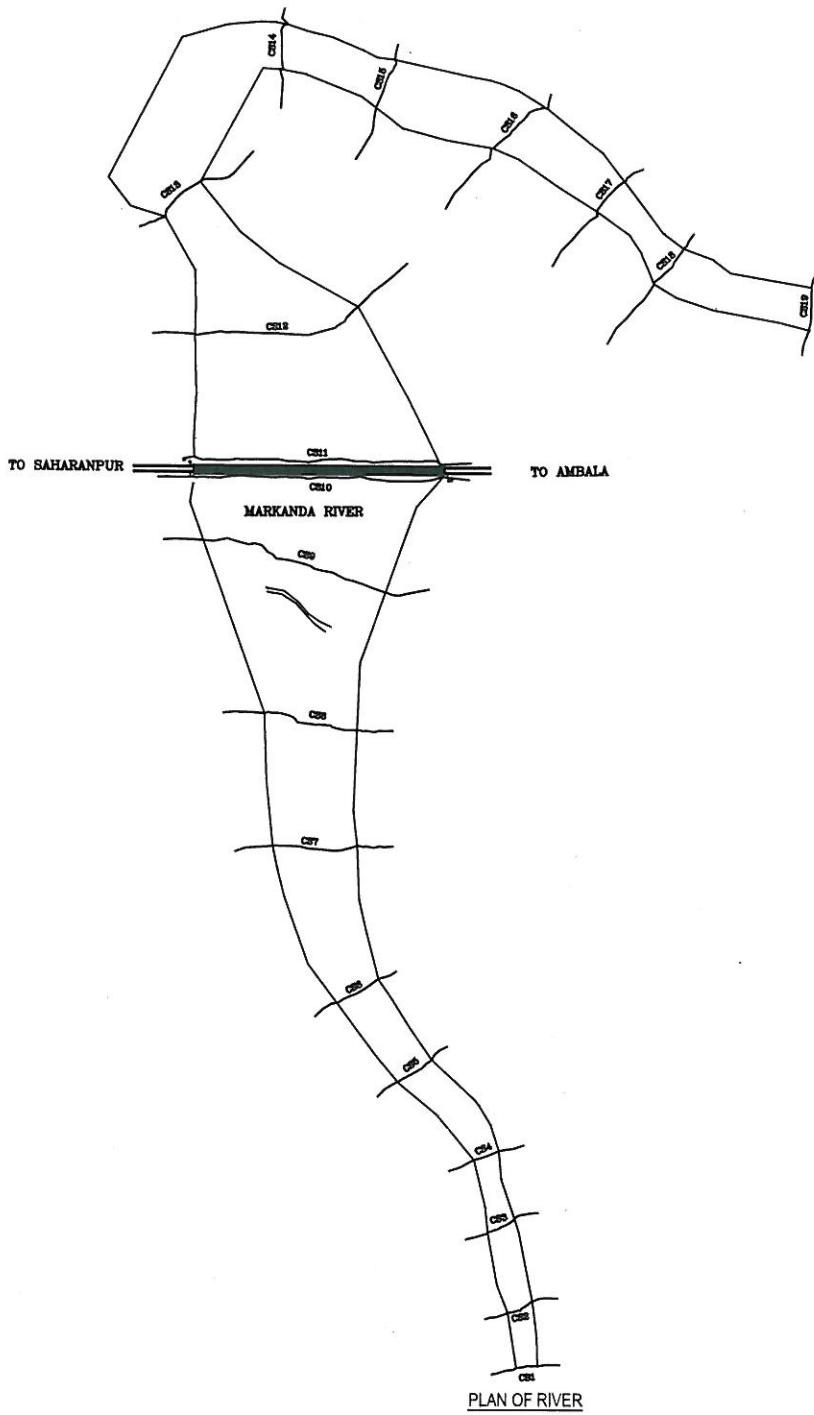 CS14
CS15
CS16
CS13
CS17
CS18
CS19
CS12
CS11
TO SAHARANPUR
TO AMBALA
CS10
MARKANDA RIVER
CS9
CS8
CS7
CS6
CS5
CS4
CS3
CS2
CS1
PLAN OF RIVER